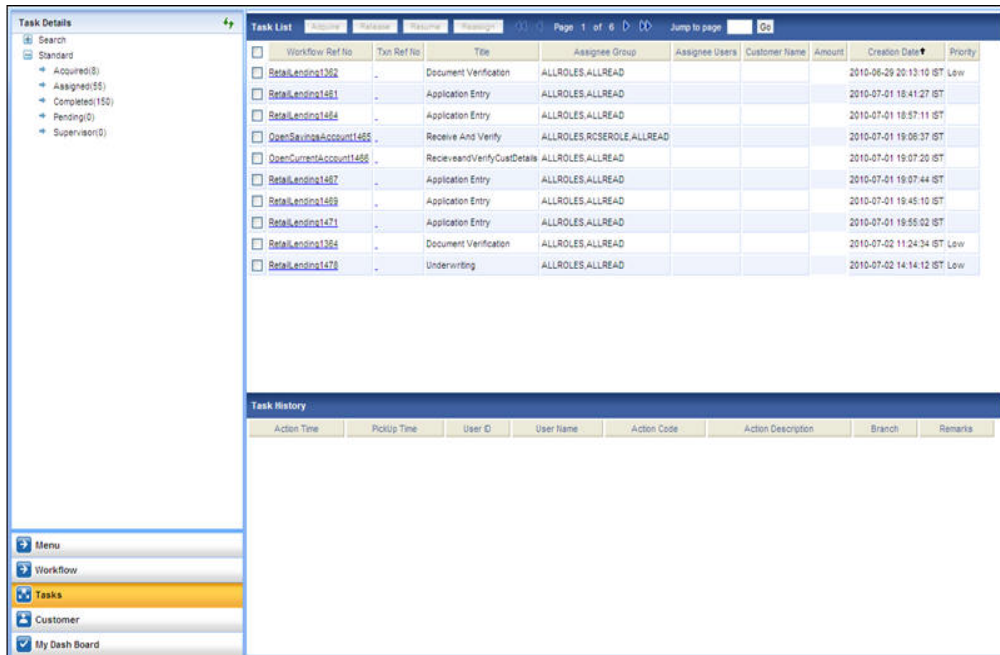 Task Details
Search
Standard
Acquired(8)
Assigned(55)
Completed(150)
Pending(0)
Supervisor(0)
Menu
Workflow
Tasks
Customer
My Dash Board
Task List Acquire Release Resume Reassign Page 1 of 6 Jump to page Go
Workflow Ref No Txn Ref No Title Assignee Group Assignee Users Customer Name Amount Creation Date Priority
RetailLending1362 Document Verification ALLROLES,ALLREAD 2010-06-29 20:13:10 IST Low
RetailLending1461 Application Entry ALLROLES,ALLREAD 2010-07-01 18:41:27 IST
RetailLending1464 Application Entry ALLROLES,ALLREAD 2010-07-01 18:57:11 IST
OpenSavingsAccount1465 Receive And Verify ALLROLES,RCSEROLE,ALLREAD 2010-07-01 19:06:37 IST
OpenCurrentAccount1466 RecieveandVerifyCustDetails ALLROLES,ALLREAD 2010-07-01 19:07:20 IST
RetailLending1467 Application Entry ALLROLES,ALLREAD 2010-07-01 19:07:44 IST
RetailLending1469 Application Entry ALLROLES,ALLREAD 2010-07-01 19:45:10 IST
RetailLending1471 Application Entry ALLROLES,ALLREAD 2010-07-01 19:55:02 IST
RetailLending1364 Document Verification ALLROLES,ALLREAD 2010-07-02 11:24:34 IST Low
RetailLending1478 Underwriting ALLROLES,ALLREAD 2010-07-02 14:14:12 IST Low
Task History
Action Time PickUp Time User ID User Name Action Code Action Description Branch Remarks